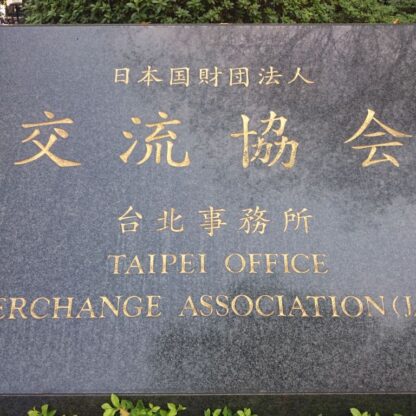 日本国財団法人
交流協会
台北事務所
TAIPEI OFFICE
ERCHANGE ASSOCIATION (J